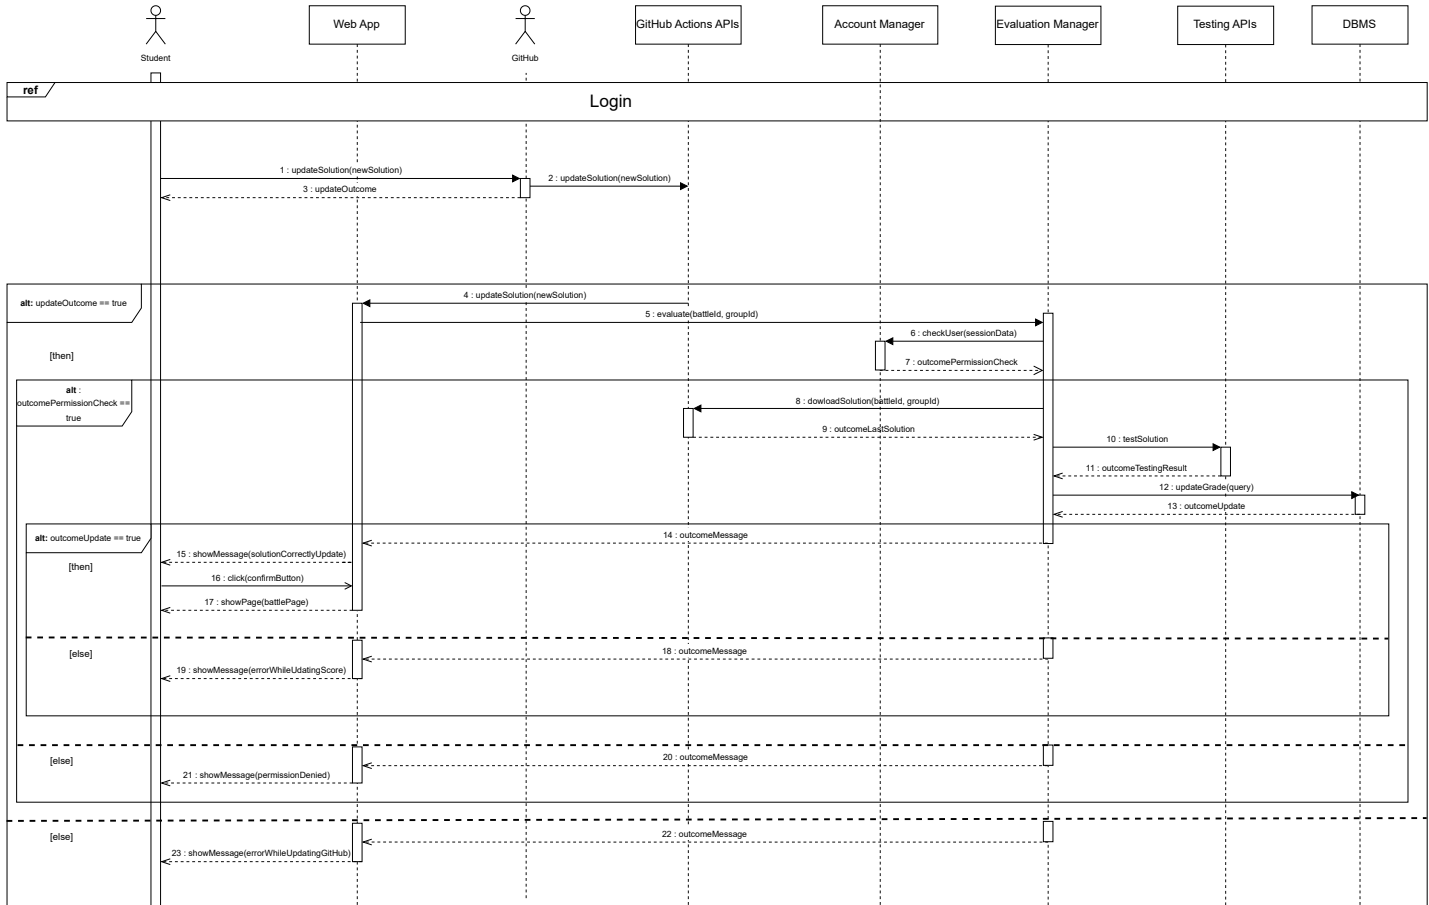 Web App
GitHub Actions APIs
Account Manager
Evaluation Manager
Testing APIs
DBMS
Student
GitHub
ref
Login
1 : updateSolution(newSolution)
2 : updateSolution(newSolution)
3 : updateOutcome
4 : updateSolution(newSolution)
alt: updateOutcome == true
5 : evaluate(battleId, groupId)
6 : checkUser(sessionData)
[then]
7 : outcomePermissionCheck
alt :
outcomePermissionCheck ==
true
8 : dowloadSolution(battleId, groupId)
9 : outcomeLastSolution
10 : testSolution
11 : outcomeTestingResult
12 : updateGrade(query)
13 : outcomeUpdate
alt: outcomeUpdate == true
14 : outcomeMessage
15 : showMessage(solutionCorrectlyUpdate)
[then]
16 : click(confirmButton)
17 : showPage(battlePage)
[else]
18 : outcomeMessage
19 : showMessage(errorWhileUdatingScore)
[else]
20 : outcomeMessage
21 : showMessage(permissionDenied)
[else]
22 : outcomeMessage
23 : showMessage(errorWhileUpdatingGitHub)